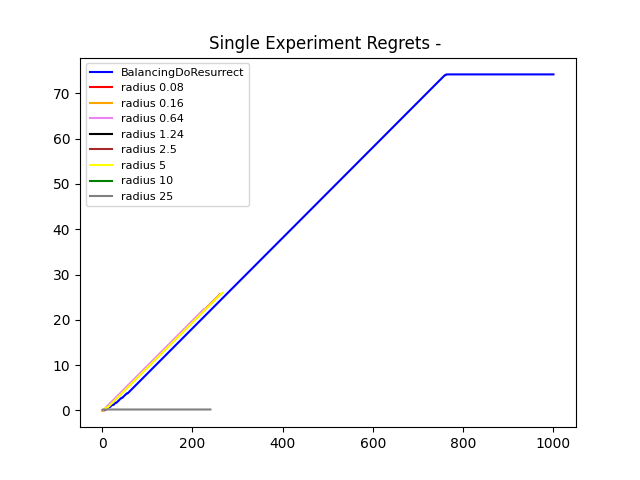 Single Experiment Regrets -
BalancingDoResurrect
radius 0.08
radius 0.16
radius 0.64
radius 1.24
radius 2.5
radius 5
radius 10
radius 25
70
60
50
40
30
20
10
0
0 200 400 600 800 1000